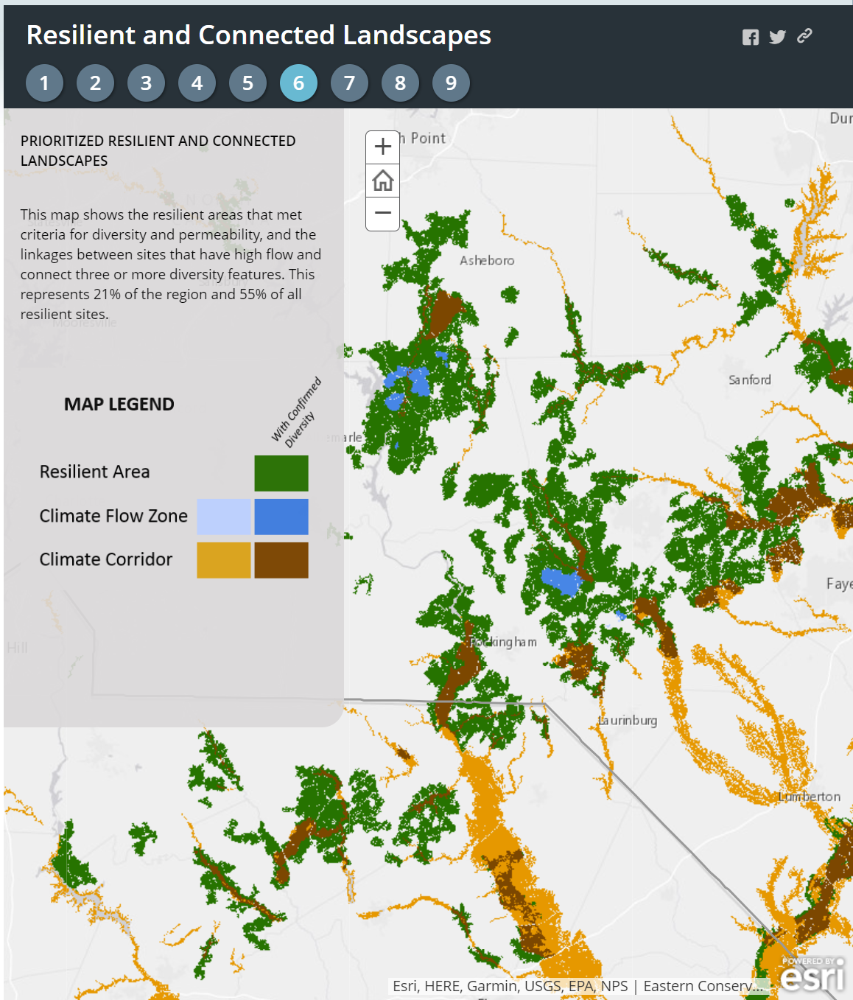 Resilient and Connected Landscapes
1 2 3 4 5 6 7 8 9
PRIORITIZED RESILIENT AND CONNECTED
LANDSCAPES
This map shows the resilient areas that met
criteria for diversity and permeability, and the
linkages between sites that have high flow and
connect three or more diversity features. This
represents 21% of the region and 55% of all
resilient sites.
MAP LEGEND
With Confirmed
Diversity
Resilient Area
Climate Flow Zone
Climate Corridor
+
−
h Point
Dur
Asheboro
Sanford
marle
Faye
Rockingham
Hill
Laurinburg
Lumberton
Mooresville
Salisbury
POWERED BY
esri
Esri, HERE, Garmin, USGS, EPA, NPS | Eastern Conserv...